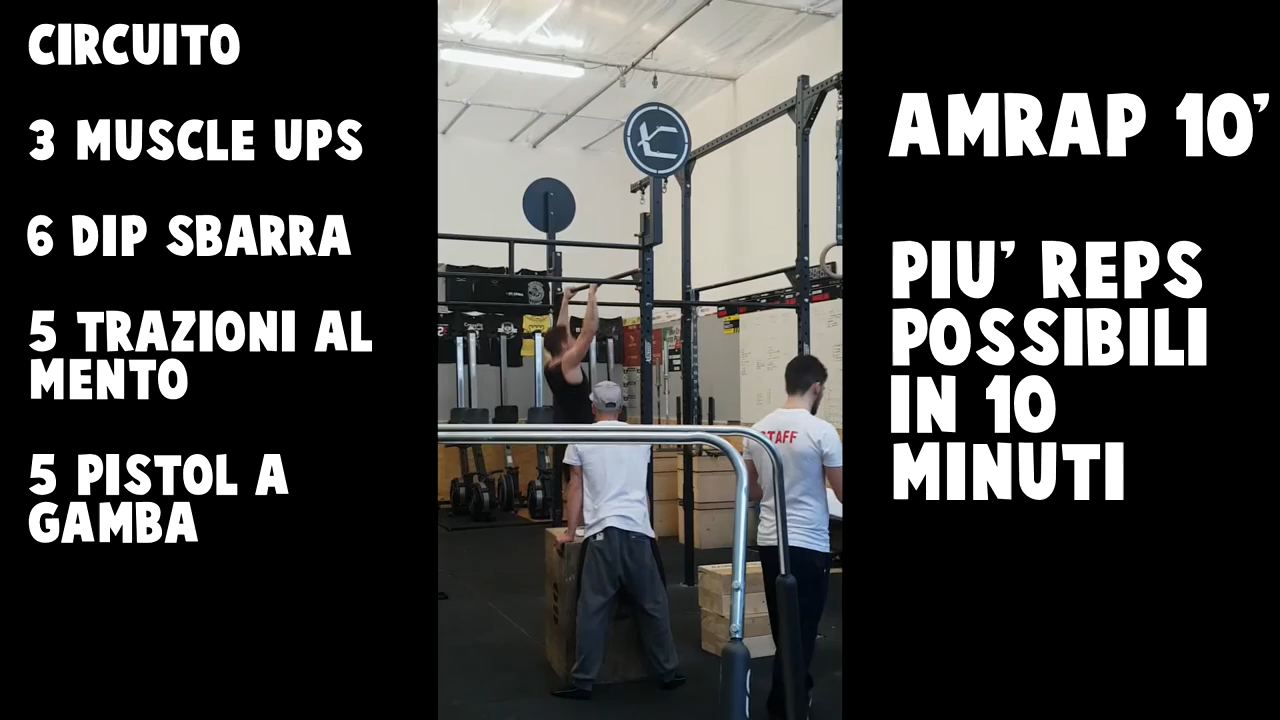 CIRCUITO
3 MUSCLE UPS
6 DIP SBARRA
5 TRAZIONI AL
MENTO
5 PISTOL A
GAMBA
AMRAP 10'
PIU' REPS
POSSIBILI
IN 10
MINUTI
STAFF